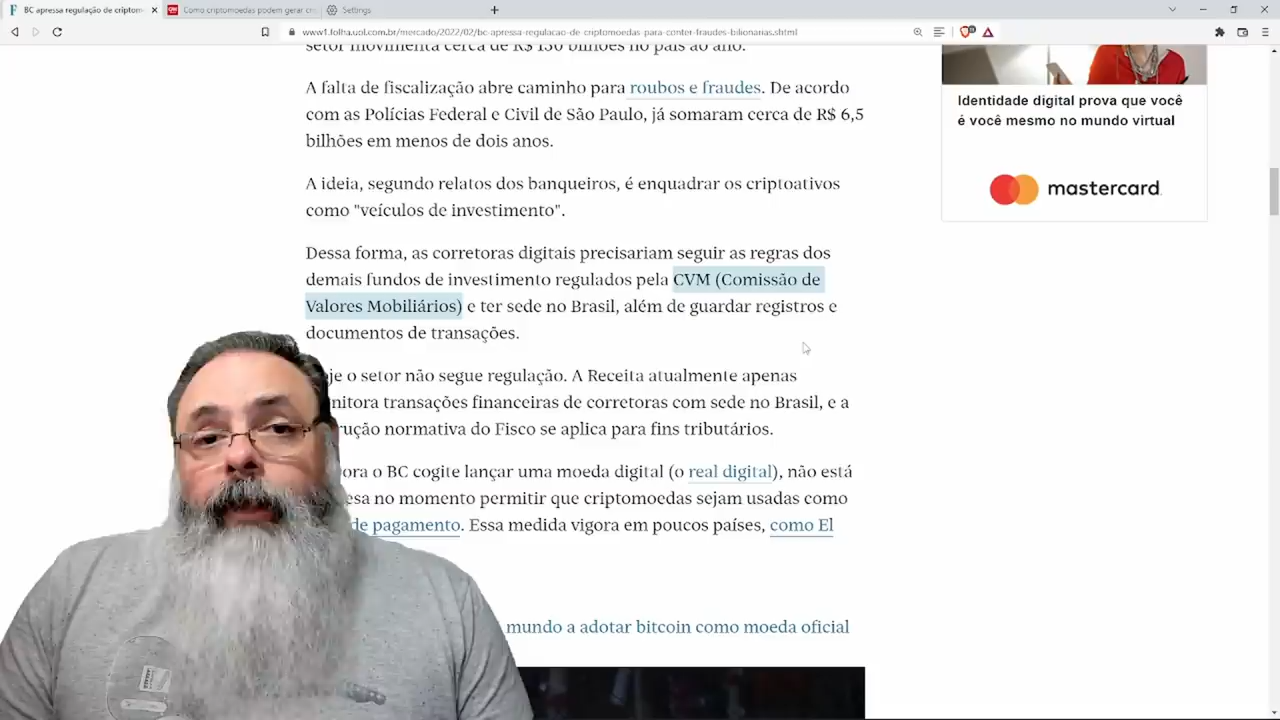 BC apressa regulação de criptom
Como criptomoedas podem gerar cri
Settings
www1.folha.uol.com.br/mercado/2022/02/bc-apressa-regulacao-de-criptomoedas-para-conter-fraudes-bilionarias.shtml
setor movimenta cerca de R$ 130 bilhões no país ao ano.
A falta de fiscalização abre caminho para roubos e fraudes. De acordo
com as Polícias Federal e Civil de São Paulo, já somaram cerca de R$ 6,5
bilhões em menos de dois anos.
A ideia, segundo relatos dos banqueiros, é enquadrar os criptoativos
como "veículos de investimento".
Dessa forma, as corretoras digitais precisariam seguir as regras dos
demais fundos de investimento regulados pela CVM (Comissão de
Valores Mobiliários) e ter sede no Brasil, além de guardar registros e
documentos de transações.
je o setor não segue regulação. A Receita atualmente apenas
nitora transações financeiras de corretoras com sede no Brasil, e a
rução normativa do Fisco se aplica para fins tributários.
ora o BC cogite lançar uma moeda digital (o real digital), não está
esa no momento permitir que criptomoedas sejam usadas como
de pagamento. Essa medida vigora em poucos países, como El
mundo a adotar bitcoin como moeda oficial
Identidade digital prova que você
é você mesmo no mundo virtual
mastercard